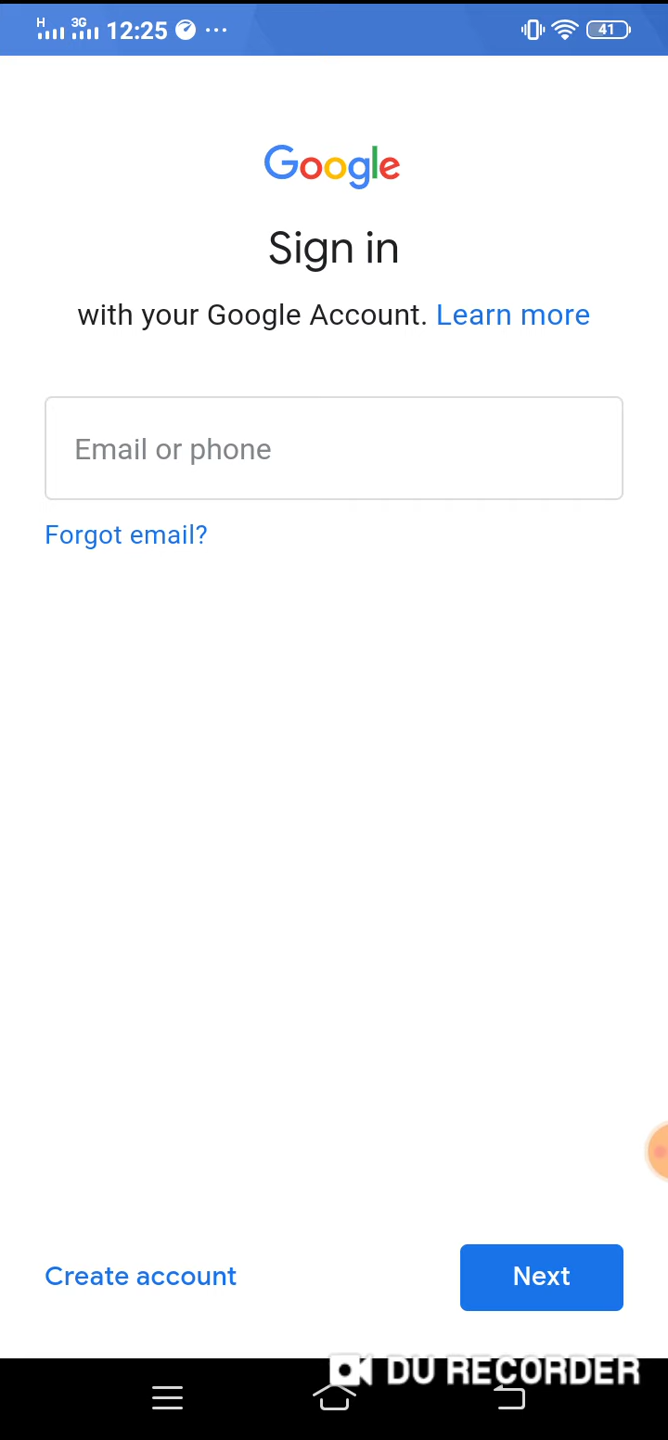 H 3G 12:25 41
Google
Sign in
with your Google Account. Learn more
Email or phone
Forgot email?
Create account Next
DU RECORDER